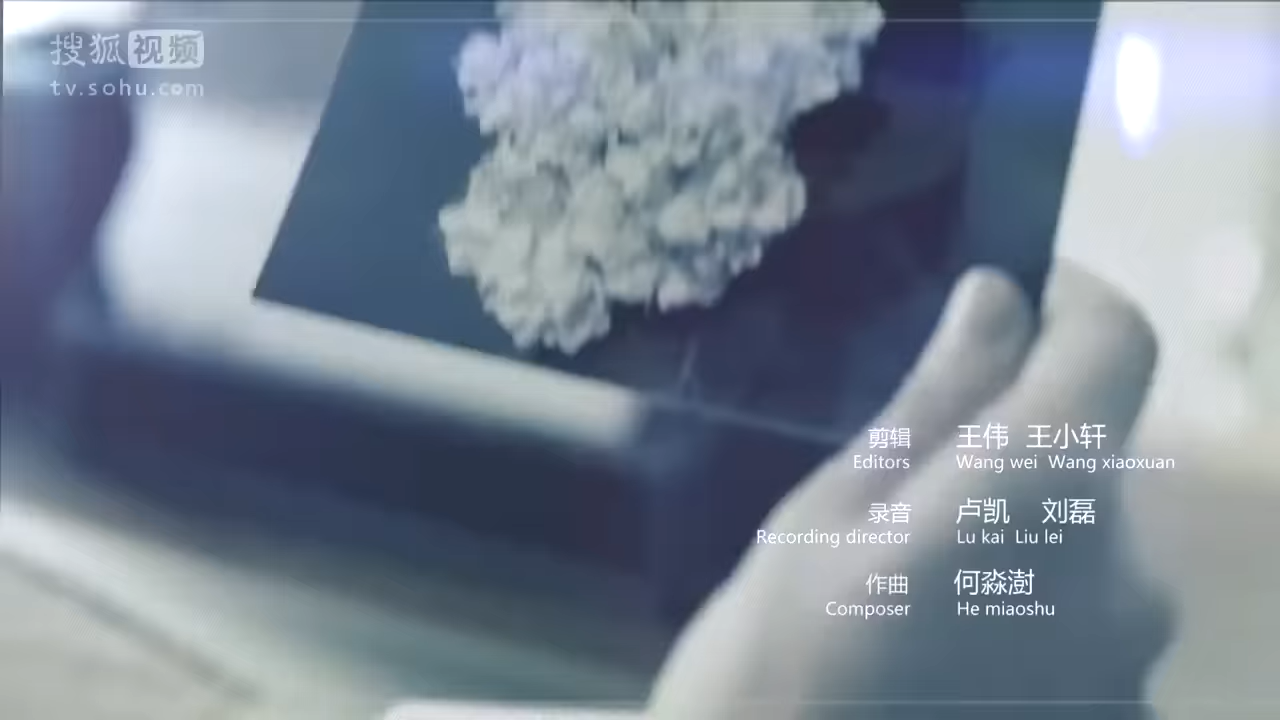 搜狐视频
tv.sohu.com
剪辑 王伟 王小轩
Editors Wang wei Wang xiaoxuan
录音 卢凯 刘磊
Recording director Lu kai Liu lei
作曲 何淼澍
Composer He miaoshu